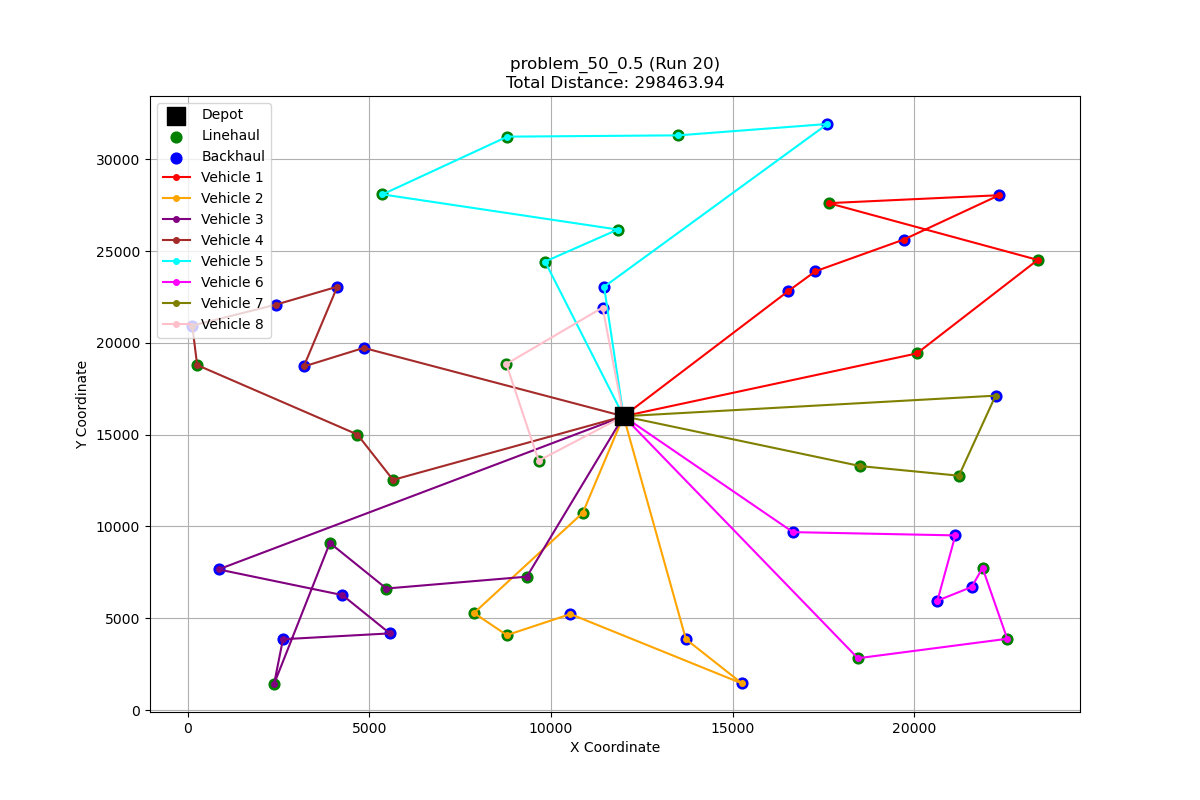 problem_50_0.5 (Run 20)
Total Distance: 298463.94
Depot
Linehaul
Backhaul
Vehicle 1
Vehicle 2
Vehicle 3
Vehicle 4
Vehicle 5
Vehicle 6
Vehicle 7
Vehicle 8
Y Coordinate
30000
25000
20000
15000
10000
5000
0
0 5000 10000 15000 20000
X Coordinate